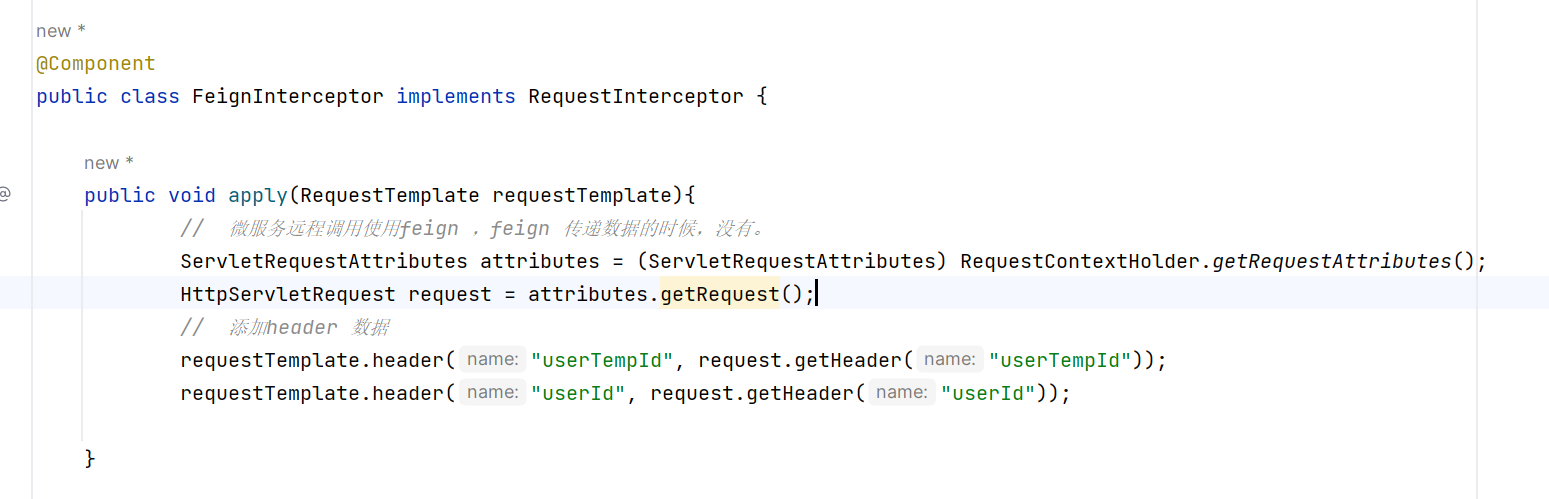 new *
@Component
public class FeignInterceptor implements RequestInterceptor {
new *
@
public void apply(RequestTemplate requestTemplate){
// 微服务远程调用使用feign ，feign 传递数据的时候，没有。
ServletRequestAttributes attributes = (ServletRequestAttributes) RequestContextHolder.getRequestAttributes();
HttpServletRequest request = attributes.getRequest();
// 添加header 数据
requestTemplate.header( name: "userTempId", request.getHeader( name: "userTempId"));
requestTemplate.header( name: "userId", request.getHeader( name: "userId"));
}